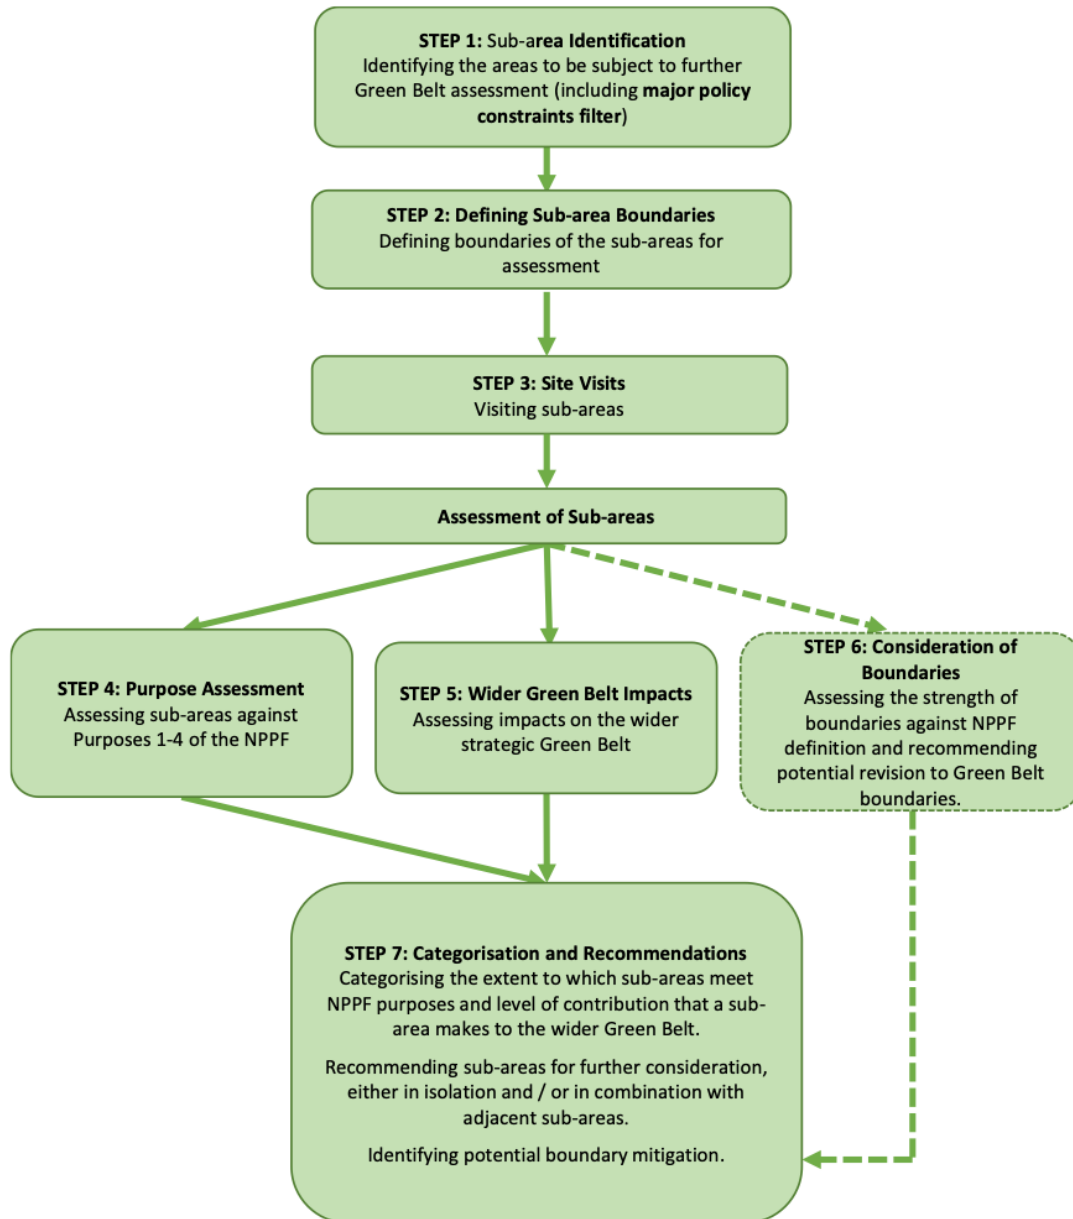 STEP 1: Sub-area Identification
Identifying the areas to be subject to further
Green Belt assessment (including major policy
constraints filter)
STEP 2: Defining Sub-area Boundaries
Defining boundaries of the sub-areas for
assessment
STEP 3: Site Visits
Visiting sub-areas
Assessment of Sub-areas
STEP 4: Purpose Assessment
Assessing sub-areas against
Purposes 1-4 of the NPPF
STEP 5: Wider Green Belt Impacts
Assessing impacts on the wider
strategic Green Belt
STEP 6: Consideration of
Boundaries
Assessing the strength of
boundaries against NPPF
definition and recommending
potential revision to Green Belt
boundaries.
STEP 7: Categorisation and Recommendations
Categorising the extent to which sub-areas meet
NPPF purposes and level of contribution that a sub-
area makes to the wider Green Belt.
Recommending sub-areas for further consideration,
either in isolation and / or in combination with
adjacent sub-areas.
Identifying potential boundary mitigation.